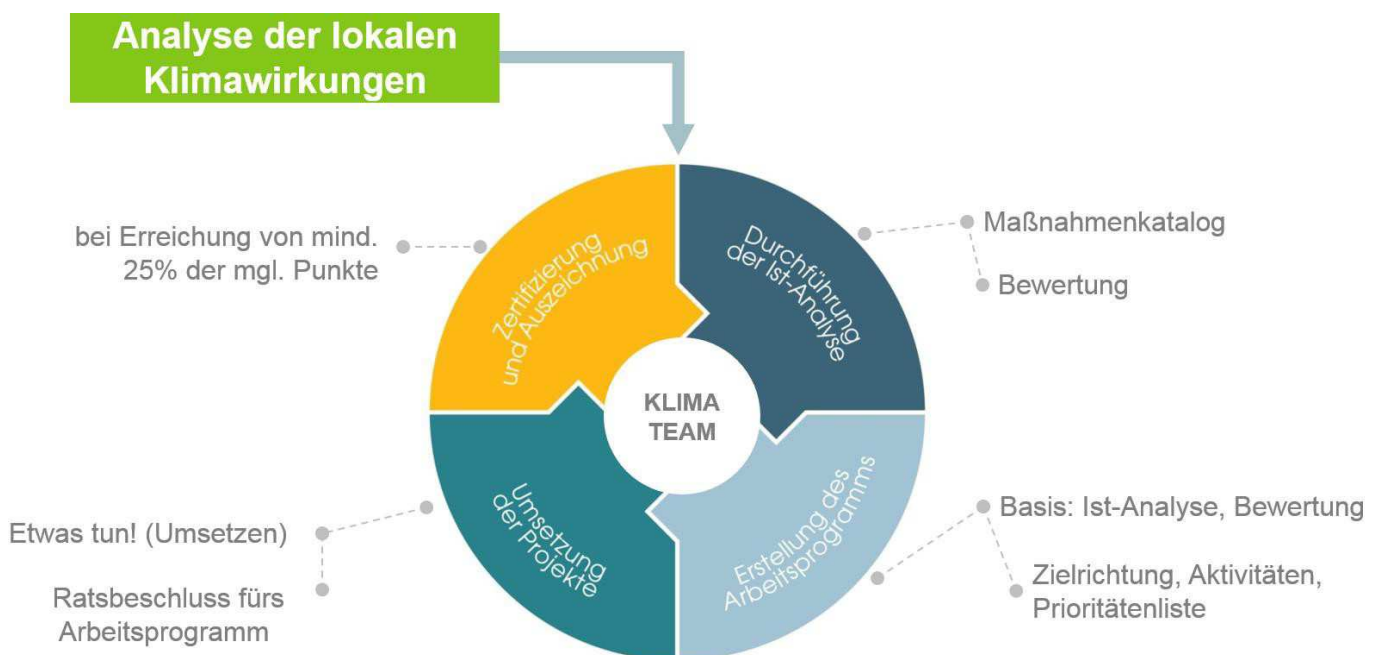 Analyse der lokalen
Klimawirkungen
bei Erreichung von mind.
25% der mgl. Punkte
Zertifizierung
und Auszeichnung
Durchführung
der Ist-Analyse
Maßnahmenkatalog
Bewertung
KLIMA
TEAM
Etwas tun! (Umsetzen)
Ratsbeschluss fürs
Arbeitsprogramm
Umsetzung
der Projekte
Erstellung des
Arbeitsprogramms
Basis: Ist-Analyse, Bewertung
Zielrichtung, Aktivitäten,
Prioritätenliste